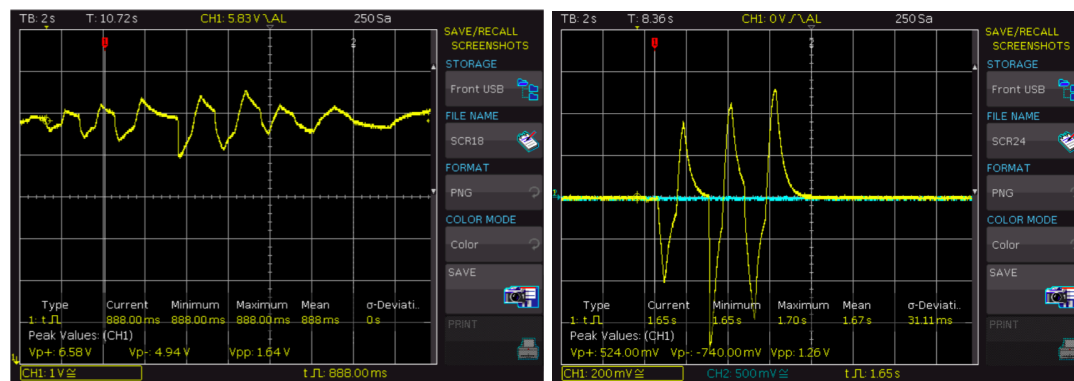 TB: 2 s T: 10.72 s CH1: 5.83 V \ AL 250 Sa
SAVE/RECALL
SCREENSHOTS
STORAGE
Front USB
FILE NAME
SCR18
FORMAT
PNG
COLOR MODE
Color
SAVE
PRINT
2
Type Current Minimum Maximum Mean σ-Deviati..
1: t 888.00 ms 888.00 ms 888.00 ms 888 ms 0 s
Peak Values: (CH1)
Vp+: 6.58 V Vp-: 4.94 V Vpp: 1.64 V
CH1: 1 V ≅ t 888.00 ms
TB: 2 s T: 8.36 s CH1: 0 V / \ AL 250 Sa
SAVE/RECALL
SCREENSHOTS
STORAGE
Front USB
FILE NAME
SCR24
FORMAT
PNG
COLOR MODE
Color
SAVE
PRINT
2
Type Current Minimum Maximum Mean σ-Deviati..
1: t 1.65 s 1.65 s 1.70 s 1.67 s 31.11 ms
Peak Values: (CH1)
Vp+: 524.00 mV Vp-: -740.00 mV Vpp: 1.26 V
CH1: 200 mV ≅ CH2: 500 mV ≅ t 1.65 s